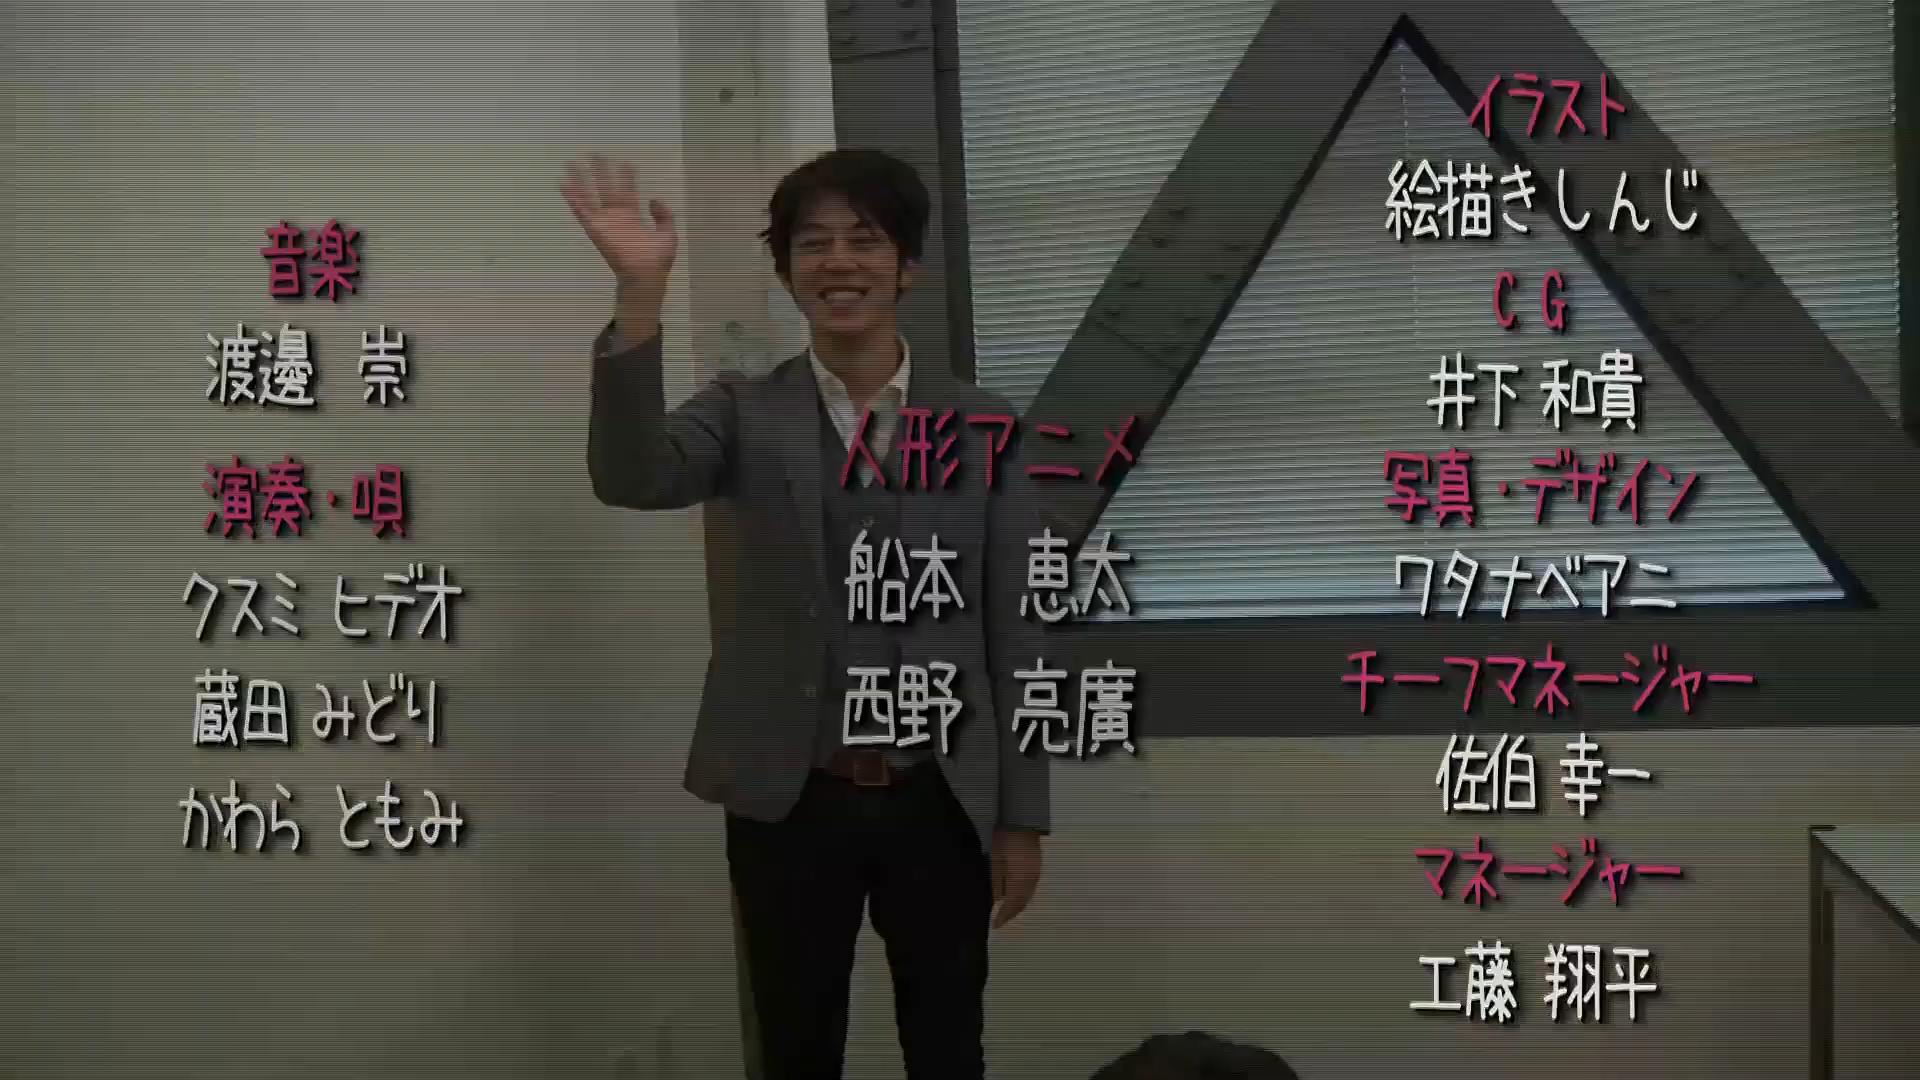 音楽
渡邊 崇
演奏・唄
クスミ ヒデオ
蔵田 みどり
かわら ともみ
人形アニメ
船本 恵太
西野 亮廣
イラスト
絵描きしんじ
CG
井下 和貴
写真・デザイン
ワタナベアニ
チーフマネージャー
佐伯 幸一
マネージャー
工藤 翔平